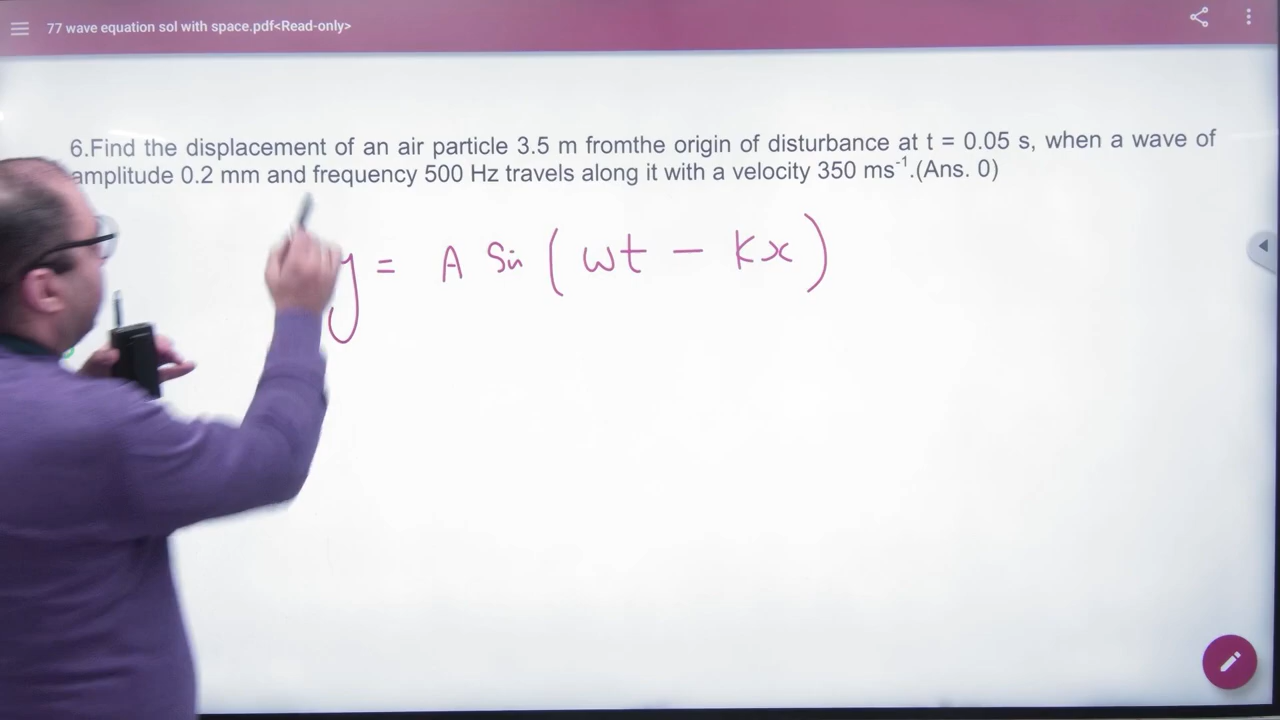 77 wave equation sol with space.pdf<Read-only>
6.Find the displacement of an air particle 3.5 m fromthe origin of disturbance at t = 0.05 s, when a wave of
amplitude 0.2 mm and frequency 500 Hz travels along it with a velocity 350 ms⁻¹.(Ans. 0)
y = A Sin ( ωt − Kx )